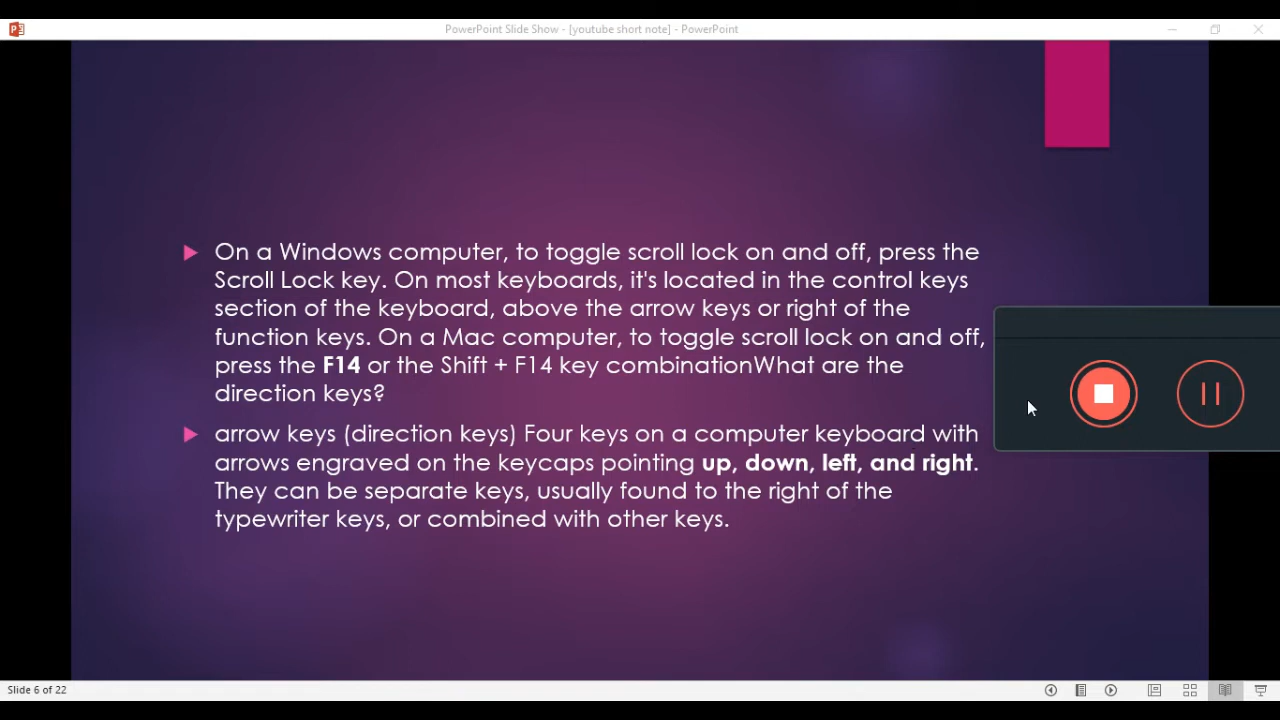 PowerPoint Slide Show - [youtube short note] - PowerPoint
On a Windows computer, to toggle scroll lock on and off, press the
Scroll Lock key. On most keyboards, it's located in the control keys
section of the keyboard, above the arrow keys or right of the
function keys. On a Mac computer, to toggle scroll lock on and off,
press the F14 or the Shift + F14 key combinationWhat are the
direction keys?
arrow keys (direction keys) Four keys on a computer keyboard with
arrows engraved on the keycaps pointing up, down, left, and right.
They can be separate keys, usually found to the right of the
typewriter keys, or combined with other keys.
Slide 6 of 22